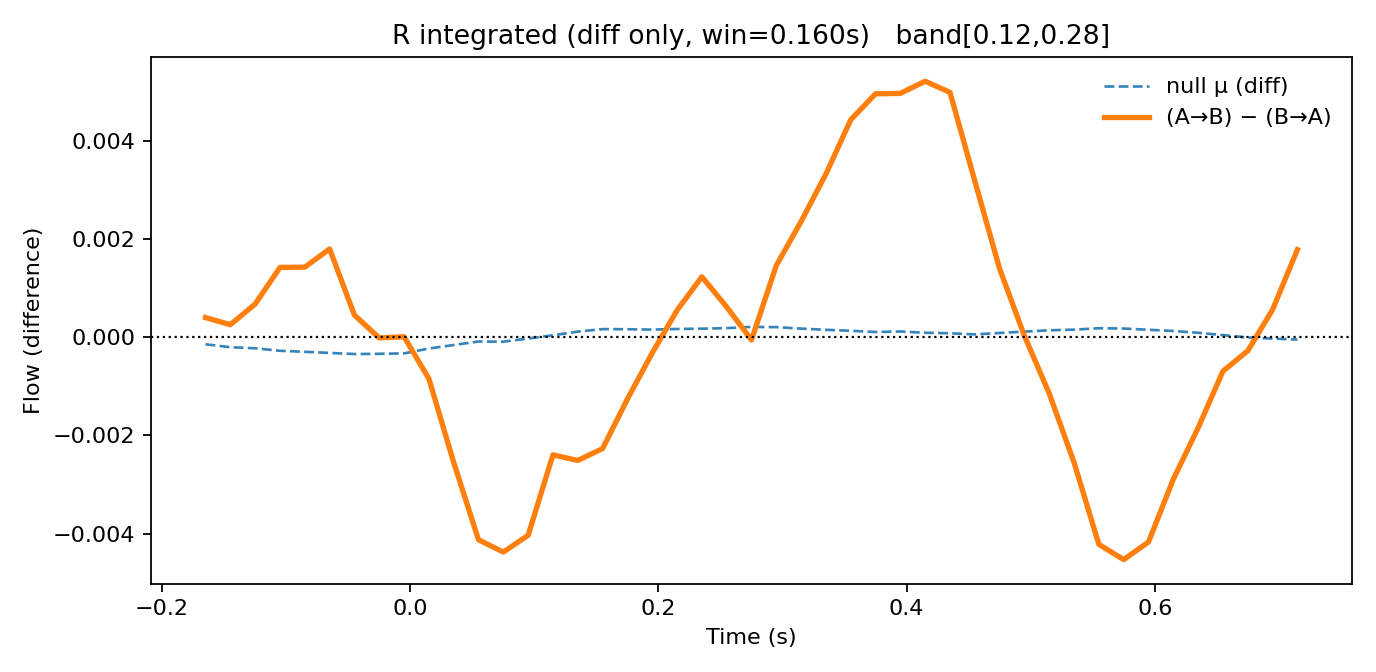 R integrated (diff only, win=0.160s)   band[0.12,0.28]
null μ (diff)
(A→B) − (B→A)
Flow (difference)
0.004
0.002
0.000
−0.002
−0.004
−0.2
0.0
0.2
0.4
0.6
Time (s)